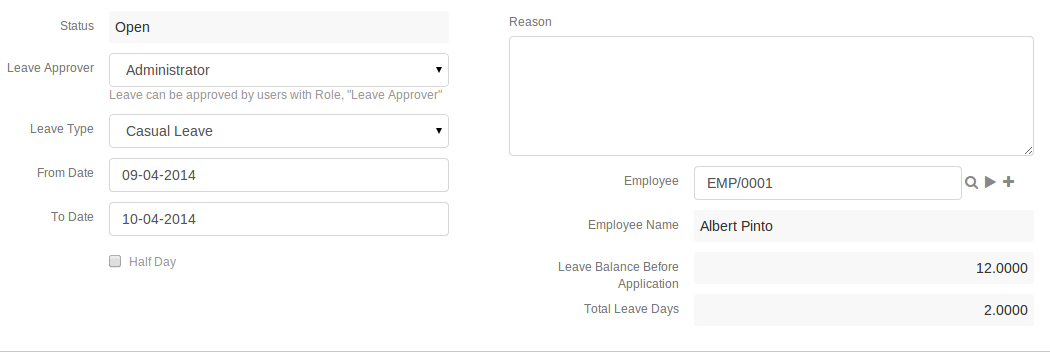 Status
Open
Leave Approver
Administrator
Leave can be approved by users with Role, "Leave Approver"
Leave Type
Casual Leave
From Date
09-04-2014
To Date
10-04-2014
Half Day
Reason
Employee
EMP/0001
Employee Name
Albert Pinto
Leave Balance Before
Application
12.0000
Total Leave Days
2.0000